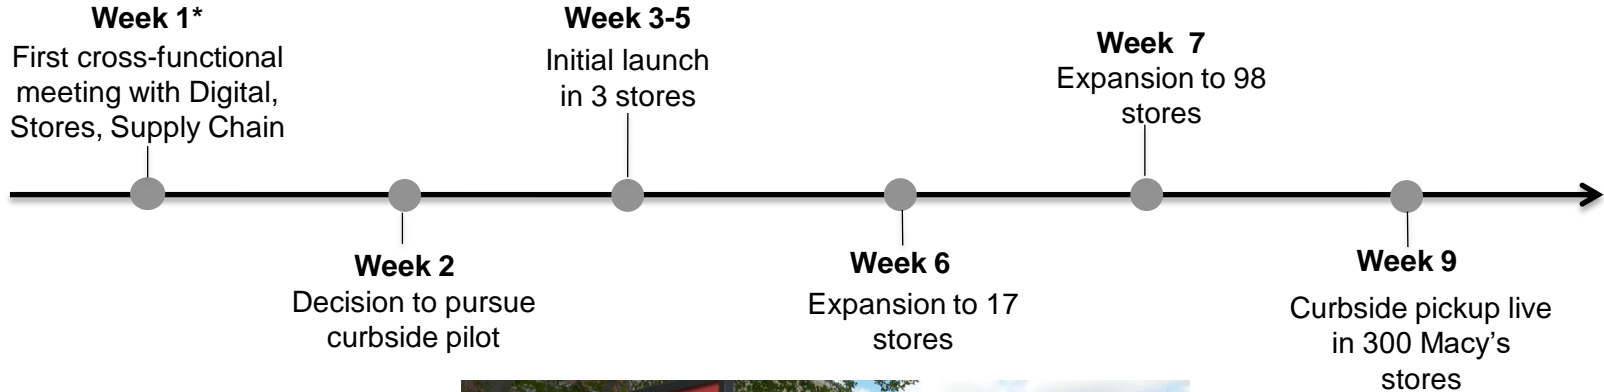 Week 1*
First cross-functional
meeting with Digital,
Stores, Supply Chain
Week 2
Decision to pursue
curbside pilot
Week 3-5
Initial launch
in 3 stores
Week 6
Expansion to 17
stores
Week 7
Expansion to 98
stores
Week 9
Curbside pickup live
in 300 Macy’s
stores